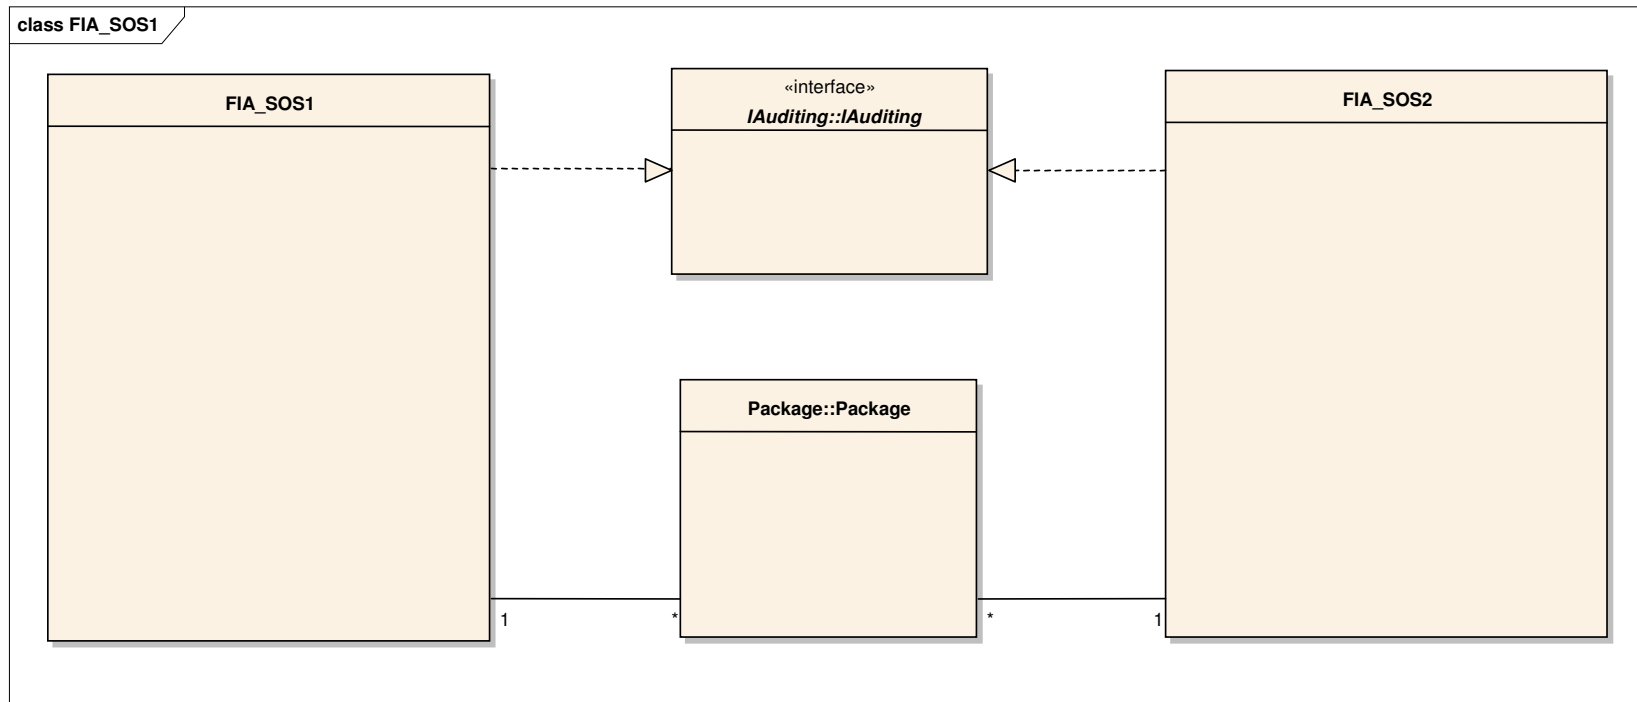 class FIA_SOS1
FIA_SOS1
«interface»
IAuditing::IAuditing
FIA_SOS2
Package::Package
1
*
*
1